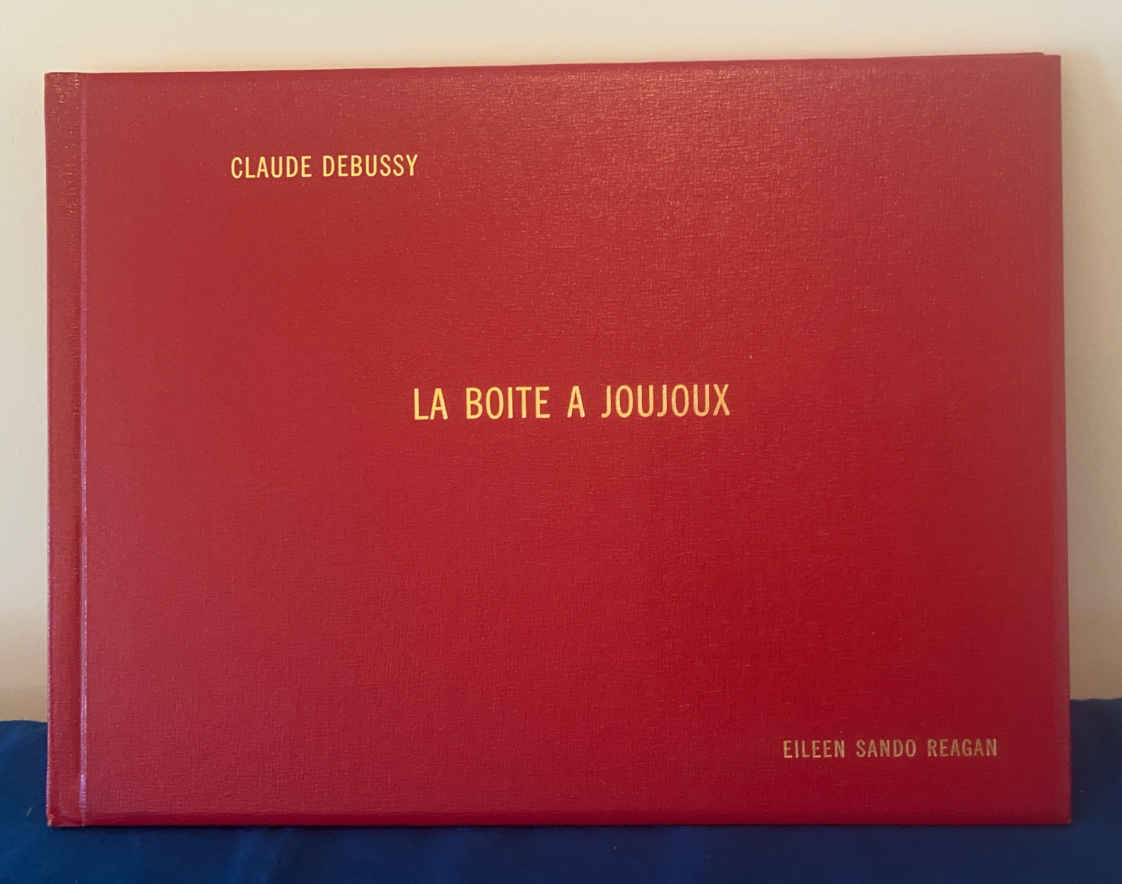 CLAUDE DEBUSSY
LA BOITE A JOUJOUX
EILEEN SANDO REAGAN